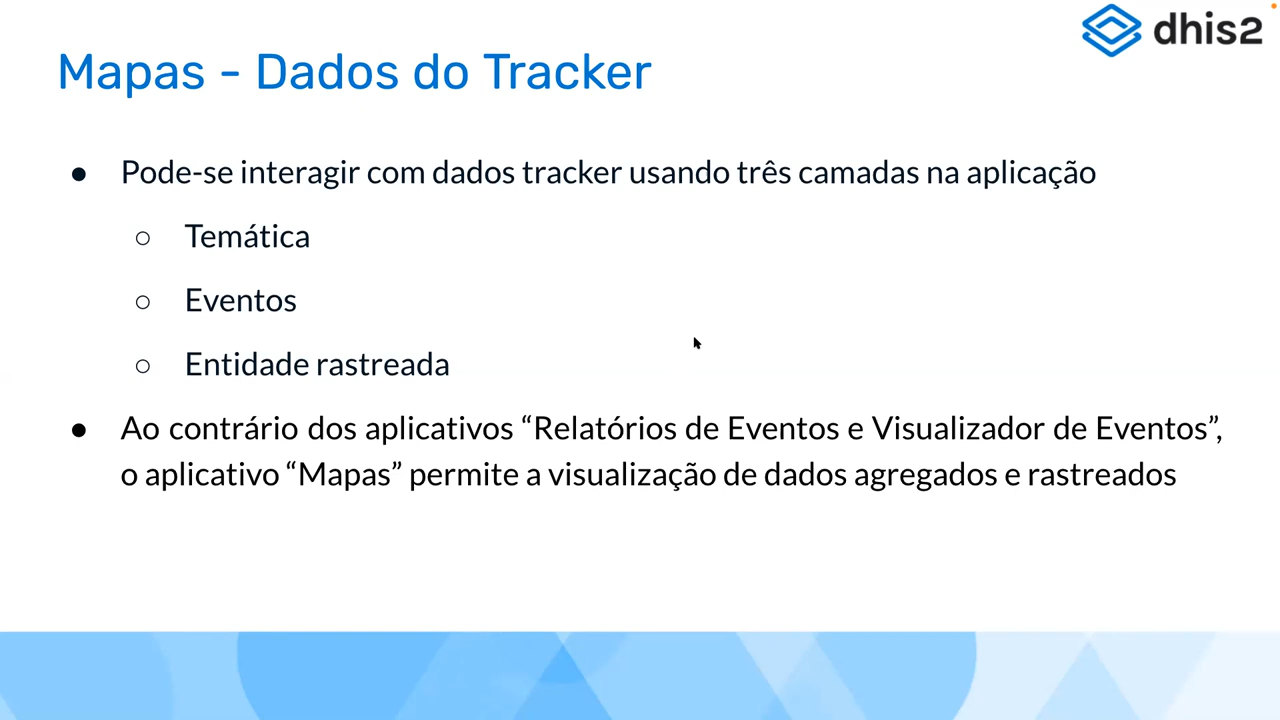 dhis2
Mapas - Dados do Tracker
● Pode-se interagir com dados tracker usando três camadas na aplicação
○ Temática
○ Eventos
○ Entidade rastreada
● Ao contrário dos aplicativos “Relatórios de Eventos e Visualizador de Eventos”,
o aplicativo “Mapas” permite a visualização de dados agregados e rastreados